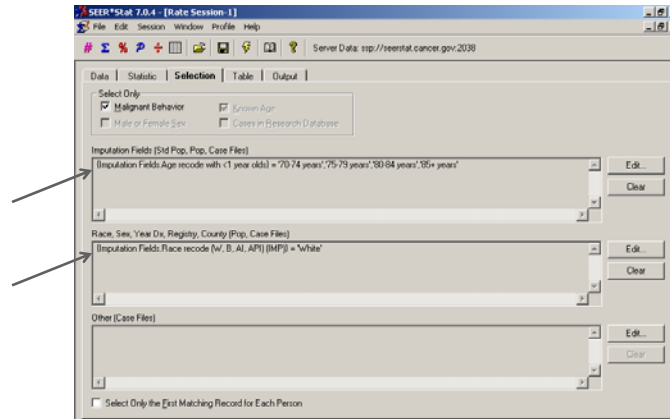 SEER*Stat 7.0.4 - [Rate Session-1]
File Edit Session Window Profile Help
Server Data: ssp://seerstat.cancer.gov:2038
Data Statistic Selection Table Output
Select Only
Malignant Behavior Known Age
Male or Female Sex Cases in Research Database
Imputation Fields (Std Pop, Pop, Case Files)
{Imputation Fields.Age recode with <1 year olds} = '70-74 years','75-79 years','80-84 years','85+ years'
Edit...
Clear
Race, Sex, Year Dx, Registry, County (Pop, Case Files)
{Imputation Fields.Race recode (W, B, AI, API) (IMP)} = 'White'
Edit...
Clear
Other (Case Files)
Edit...
Clear
Select Only the First Matching Record for Each Person